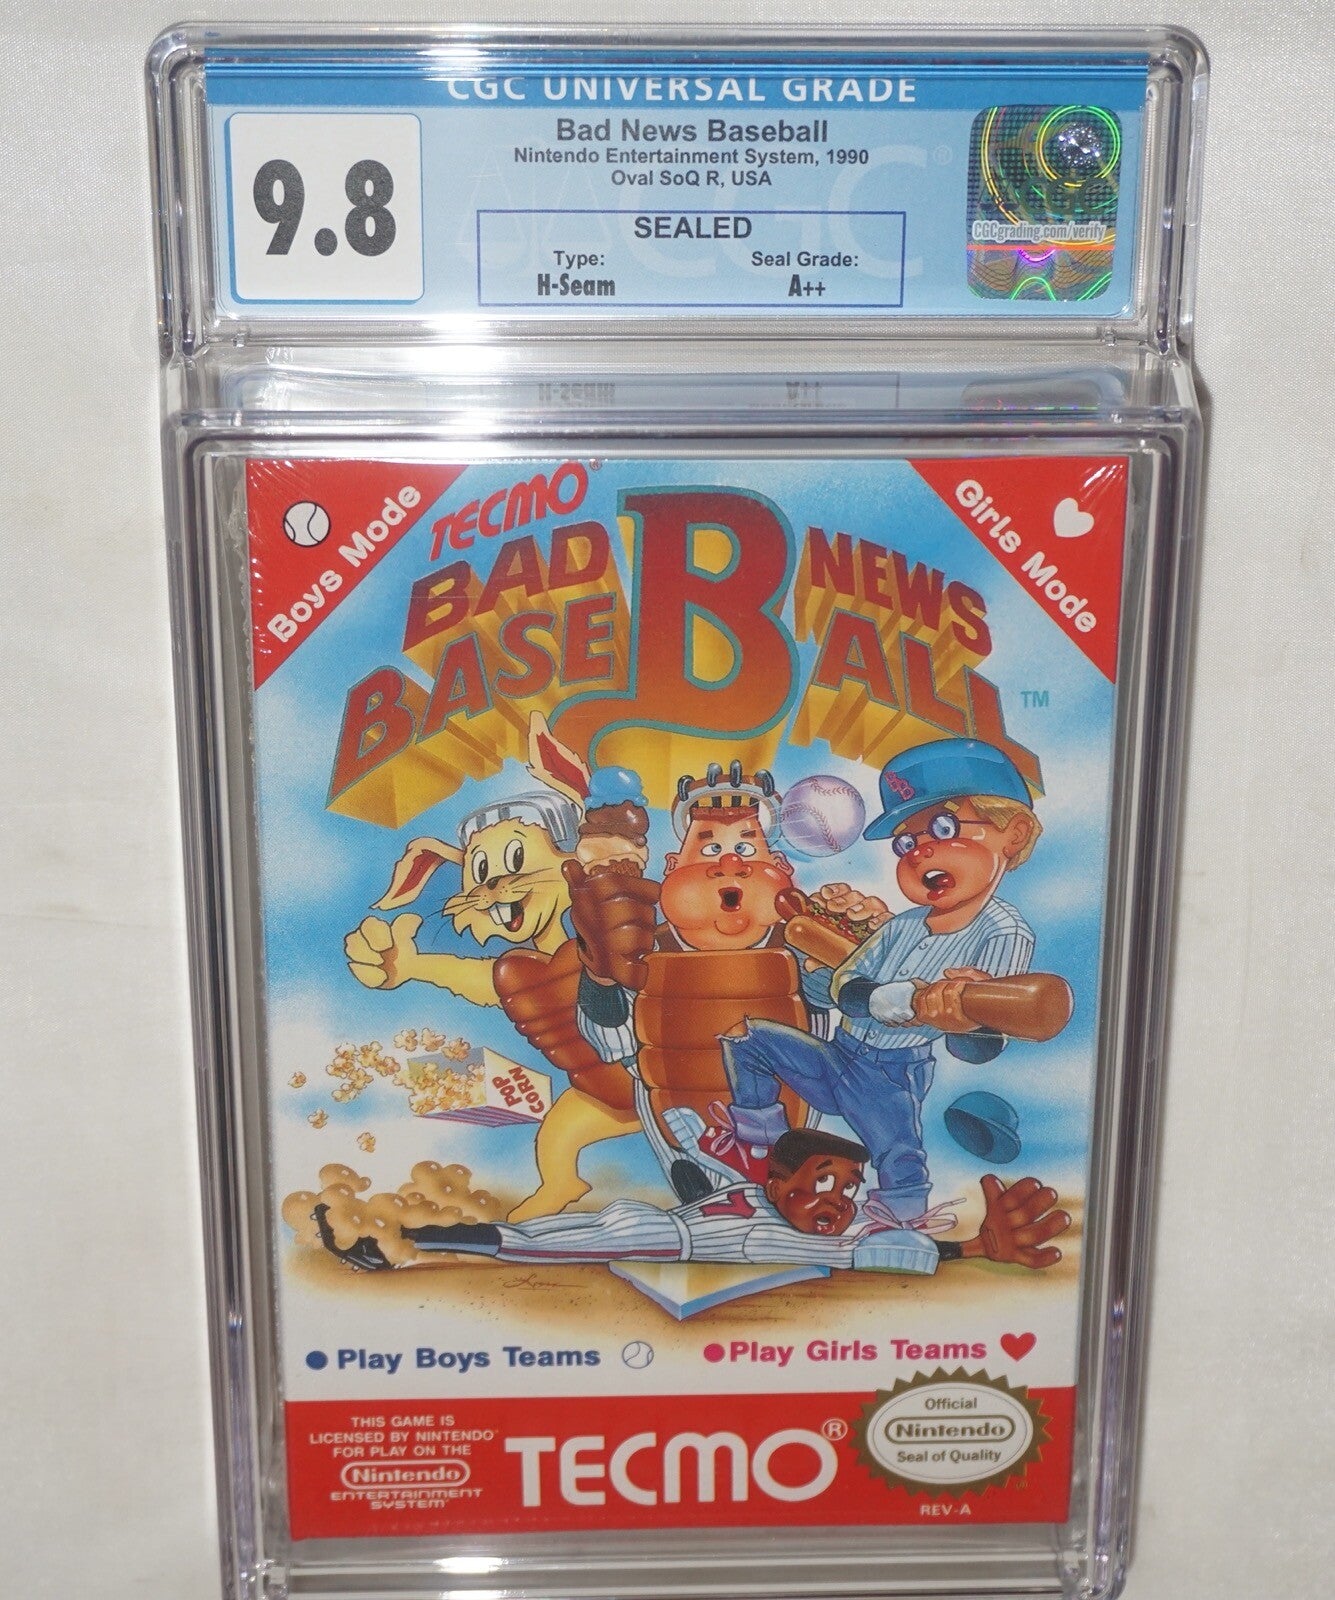 CGC UNIVERSAL GRADE
9.8
Bad News Baseball
Nintendo Entertainment System, 1990
Oval SoQ R, USA
SEALED
Type: Seal Grade:
H-Seam A++
CGCgrading.com/verify
CGC®
Boys Mode
Girls Mode
TECMO®
BAD NEWS
BASEBALL™
POP
CORN
● Play Boys Teams
● Play Girls Teams
THIS GAME IS
LICENSED BY NINTENDO®
FOR PLAY ON THE
Nintendo
ENTERTAINMENT
SYSTEM
TECMO®
Official
Nintendo
Seal of Quality
REV-A